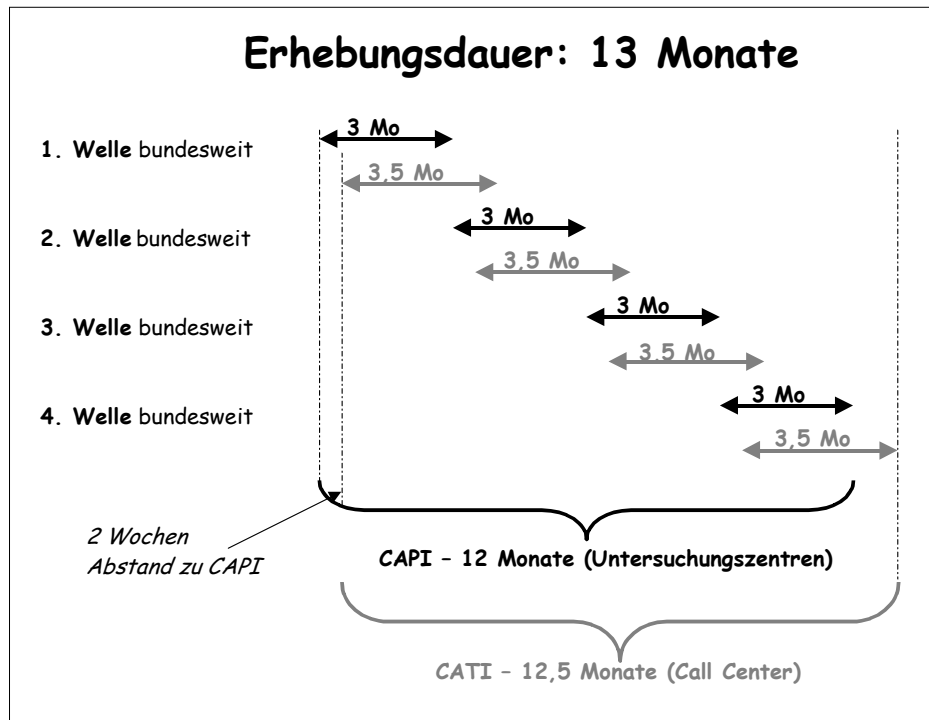 Erhebungsdauer: 13 Monate
3 Mo
1. Welle bundesweit
3,5 Mo
3 Mo
2. Welle bundesweit
3,5 Mo
3 Mo
3. Welle bundesweit
3,5 Mo
3 Mo
4. Welle bundesweit
3,5 Mo
2 Wochen
Abstand zu CAPI
CAPI – 12 Monate (Untersuchungszentren)
CATI – 12,5 Monate (Call Center)